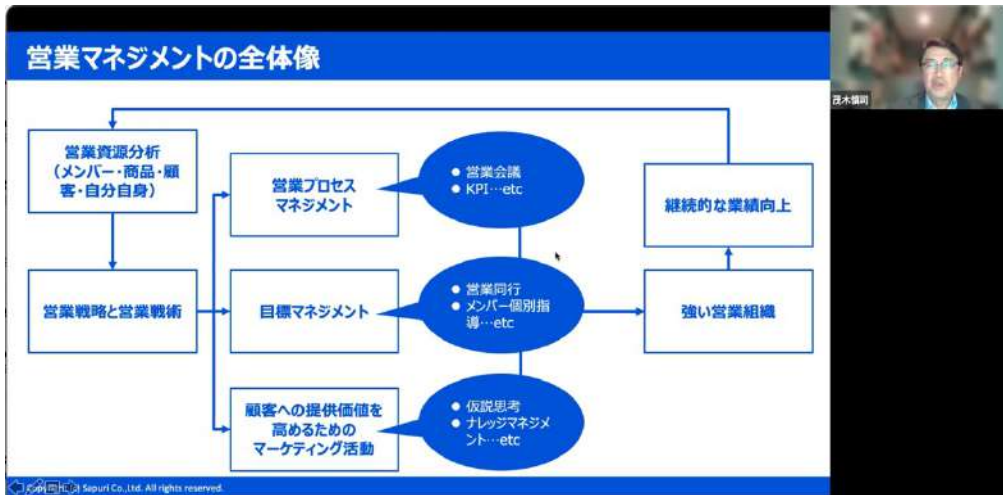 営業マネジメントの全体像
茂木慎司
営業資源分析
(メンバー・商品・顧
客・自分自身)
営業戦略と営業戦術
営業プロセス
マネジメント
● 営業会議
● KPI…etc
目標マネジメント
● 営業同行
● メンバー個別指
導…etc
顧客への提供価値を
高めるための
マーケティング活動
● 仮説思考
● ナレッジマネジメ
ント…etc
継続的な業績向上
強い営業組織
Sapuri Co.,Ltd. All rights reserved.